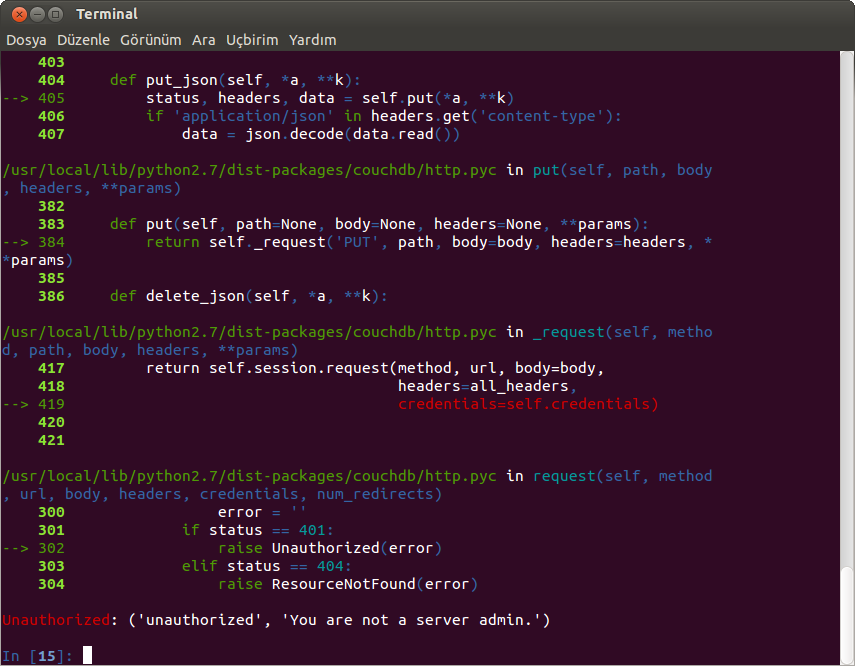 Terminal
Dosya Düzenle Görünüm Ara Uçbirim Yardım
    403
    404     def put_json(self, *a, **k):
--> 405         status, headers, data = self.put(*a, **k)
    406         if 'application/json' in headers.get('content-type'):
    407             data = json.decode(data.read())
/usr/local/lib/python2.7/dist-packages/couchdb/http.pyc in put(self, path, body
, headers, **params)
    382
    383     def put(self, path=None, body=None, headers=None, **params):
--> 384         return self._request('PUT', path, body=body, headers=headers, *
*params)
    385
    386     def delete_json(self, *a, **k):
/usr/local/lib/python2.7/dist-packages/couchdb/http.pyc in _request(self, metho
d, path, body, headers, **params)
    417         return self.session.request(method, url, body=body,
    418                                     headers=all_headers,
--> 419                                     credentials=self.credentials)
    420
    421
/usr/local/lib/python2.7/dist-packages/couchdb/http.pyc in request(self, method
, url, body, headers, credentials, num_redirects)
    300                 error = ''
    301             if status == 401:
--> 302                 raise Unauthorized(error)
    303             elif status == 404:
    304                 raise ResourceNotFound(error)
Unauthorized: ('unauthorized', 'You are not a server admin.')
In [15]: